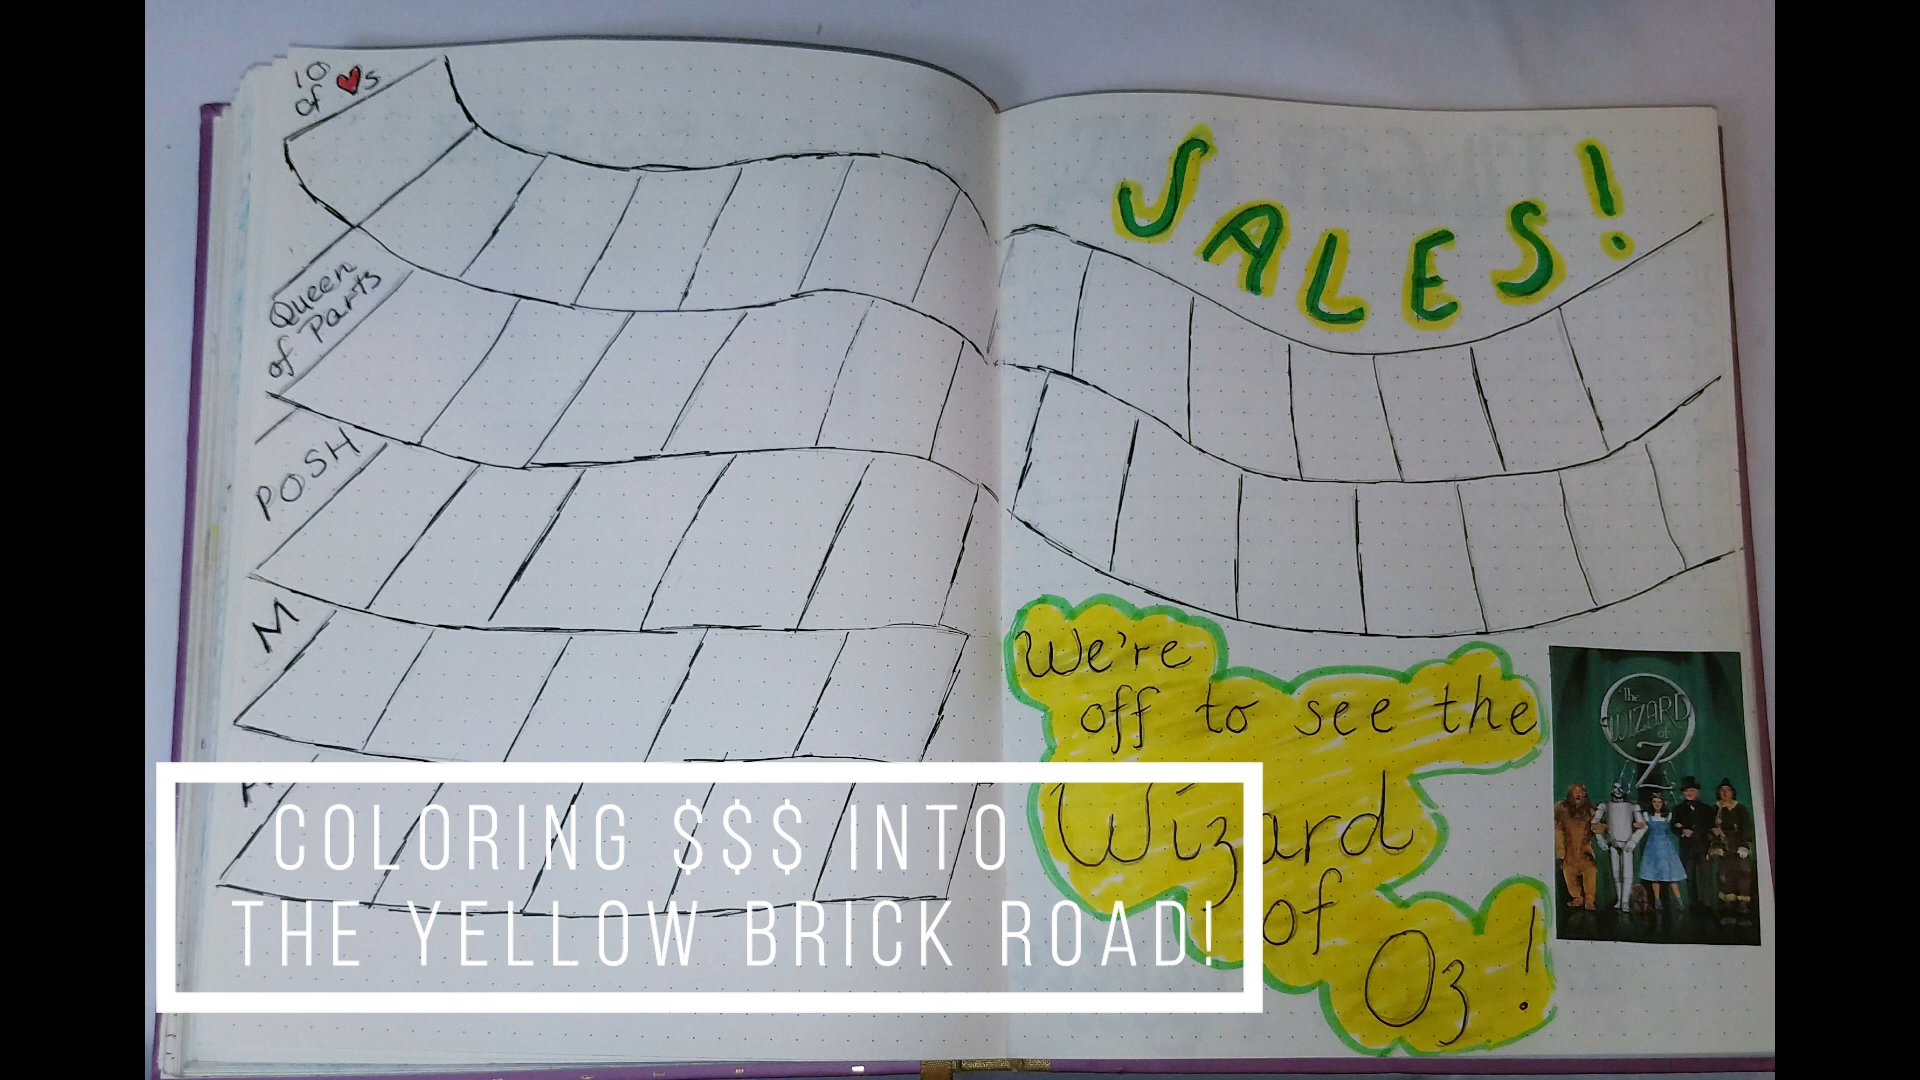 10
of ♥s
Queen
of Parts
POSH
M
SALES!
We're
off to see the
Wizard
of
Oz!
The
WIZARD
of
Z
COLORING $$$ INTO
THE YELLOW BRICK ROAD!